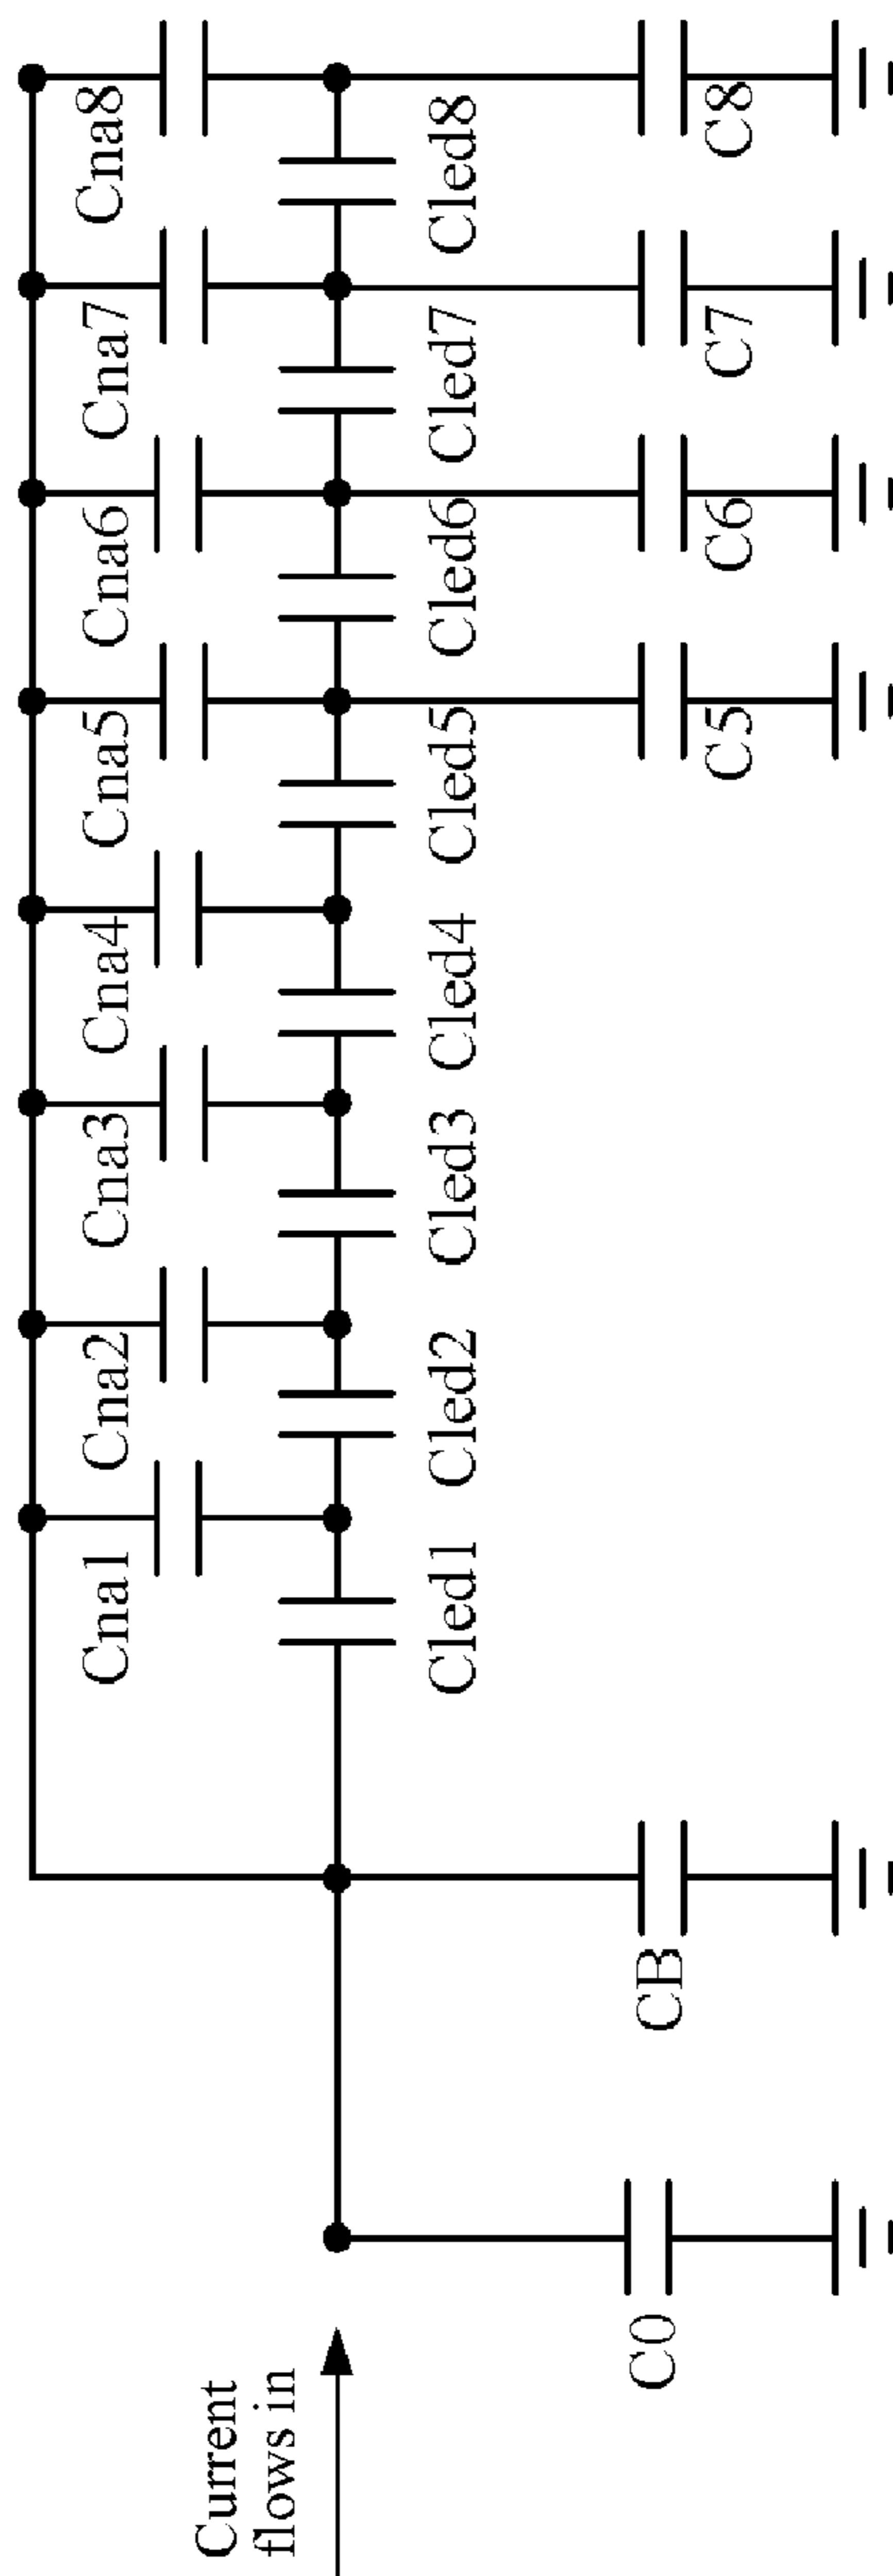 Current
flows in
Cna1
Cna2
Cna3
Cna4
Cna5
Cna6
Cna7
Cna8
Cled1
Cled2
Cled3
Cled4
Cled5
Cled6
Cled7
Cled8
C0
CB
C5
C6
C7
C8